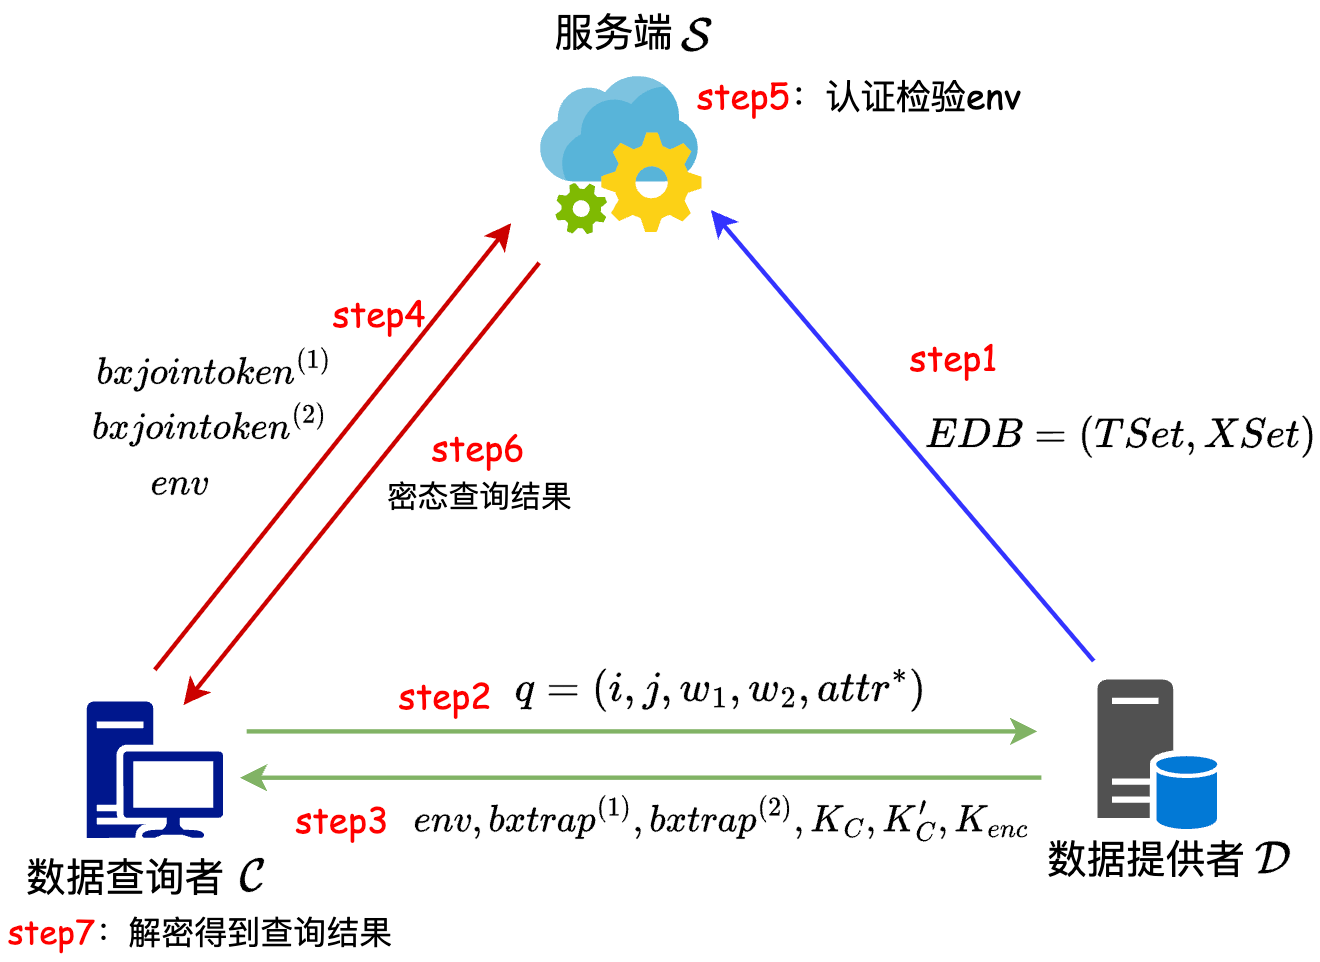 服务端 𝒮
step5：认证检验env
step4
bxjointoken⁽¹⁾
bxjointoken⁽²⁾
env
step1
EDB = (TSet, XSet)
step6
密态查询结果
step2 q = (i, j, w₁, w₂, attr*)
step3 env, bxtrap⁽¹⁾, bxtrap⁽²⁾, K_C, K′_C, K_enc
数据查询者 𝒞
数据提供者 𝒟
step7：解密得到查询结果